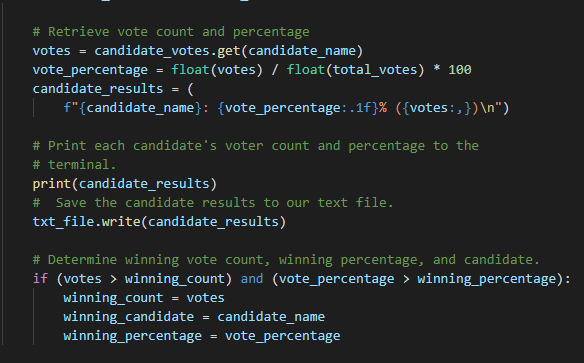 # Retrieve vote count and percentage
votes = candidate_votes.get(candidate_name)
vote_percentage = float(votes) / float(total_votes) * 100
candidate_results = (
    f"{candidate_name}: {vote_percentage:.1f}% ({votes:,})\n")

# Print each candidate's voter count and percentage to the
# terminal.
print(candidate_results)
#  Save the candidate results to our text file.
txt_file.write(candidate_results)

# Determine winning vote count, winning percentage, and candidate.
if (votes > winning_count) and (vote_percentage > winning_percentage):
    winning_count = votes
    winning_candidate = candidate_name
    winning_percentage = vote_percentage